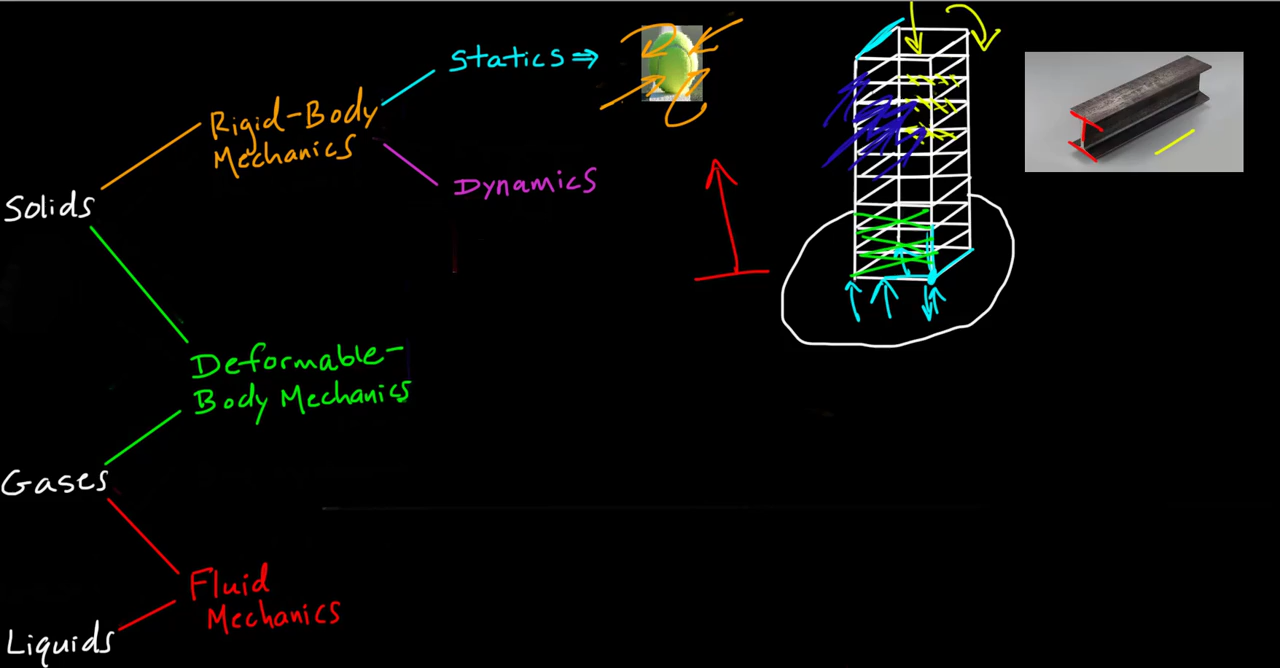 Statics ⇒
Rigid-Body
Mechanics
Dynamics
Solids
Deformable-
Body Mechanics
Gases
Fluid
Mechanics
Liquids